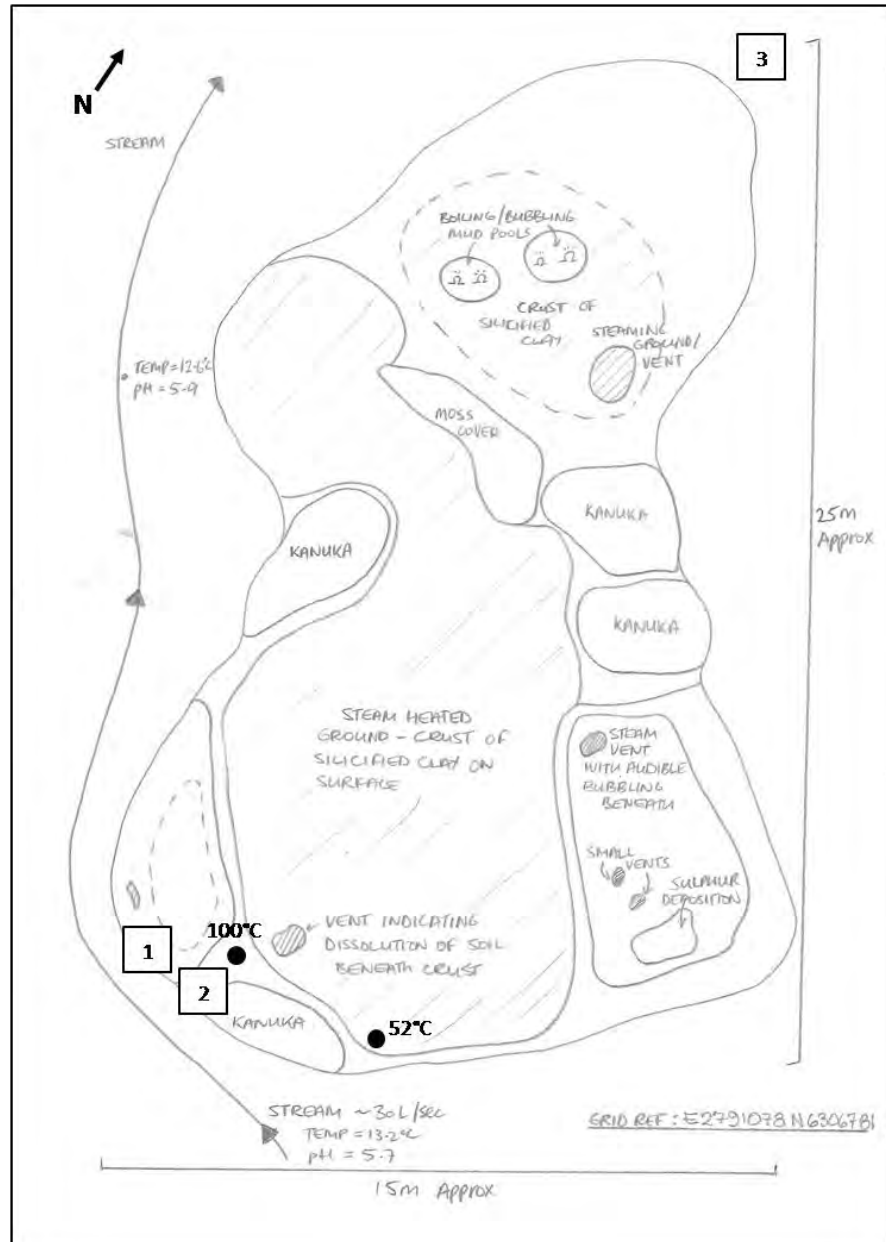 N
3
STREAM
BOILING/BUBBLING
MUD POOLS
CRUST OF
SILICIFIED
CLAY
STEAMING
GROUND/
VENT
TEMP=12.6°C
pH = 5.9
MOSS
COVER
KANUKA
KANUKA
25m
Approx
KANUKA
STEAM HEATED
GROUND - CRUST OF
SILICIFIED CLAY ON
SURFACE
STEAM
VENT
WITH AUDIBLE
BUBBLING
BENEATH
SMALL
VENTS
SULPHUR
DEPOSITION
100°C
VENT INDICATING
DISSOLUTION OF SOIL
BENEATH CRUST
1
2
KANUKA
52°C
STREAM ~30L/sec
TEMP = 13.2°C
pH = 5.7
GRID REF: E2791078 N6306781
15m Approx